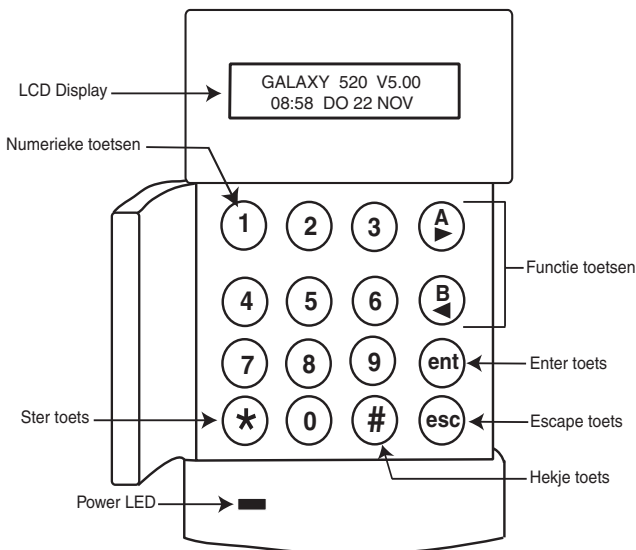 GALAXY 520 V5.00
08:58 DO 22 NOV
LCD Display
Numerieke toetsen
1 2 3 A
4 5 6 B
Functie toetsen
7 8 9 ent
Enter toets
Ster toets
* 0 # esc
Escape toets
Hekje toets
Power LED